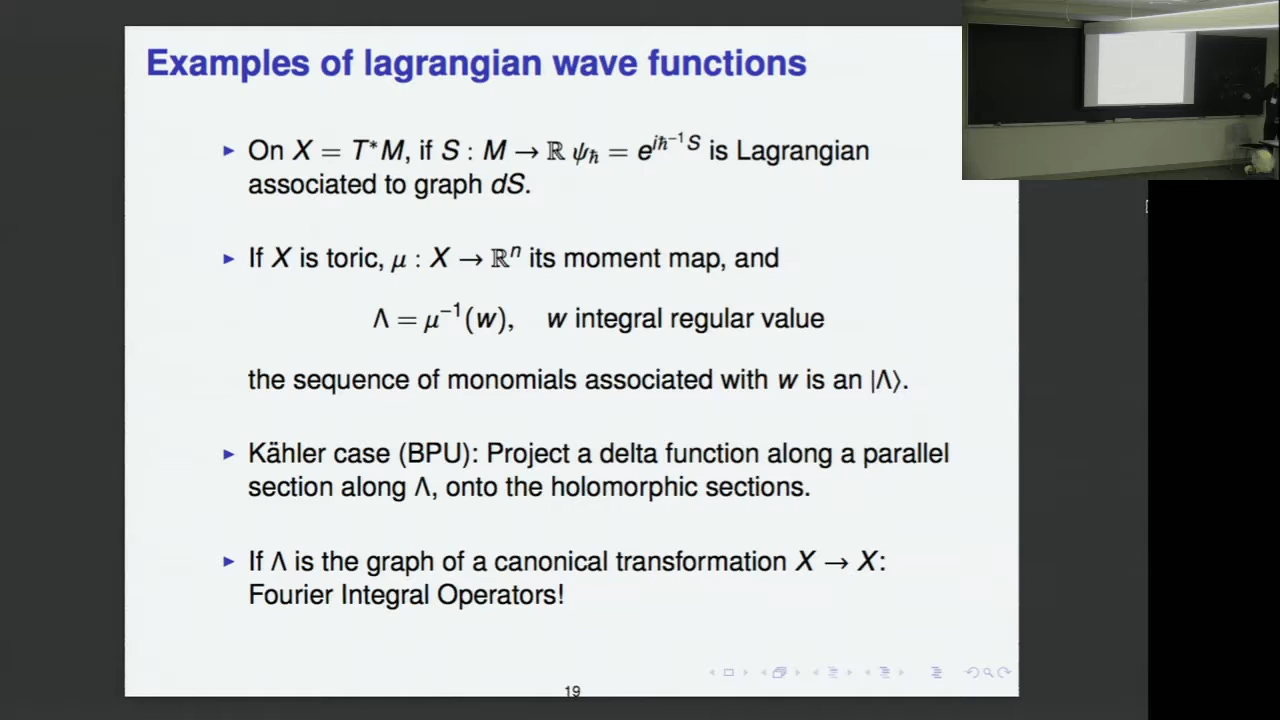 Examples of lagrangian wave functions
▸ On X = T*M, if S : M → ℝ ψ_ħ = e^{iħ^{-1}S} is Lagrangian
associated to graph dS.
▸ If X is toric, μ : X → ℝⁿ its moment map, and
Λ = μ⁻¹(w), w integral regular value
the sequence of monomials associated with w is an |Λ⟩.
▸ Kähler case (BPU): Project a delta function along a parallel
section along Λ, onto the holomorphic sections.
▸ If Λ is the graph of a canonical transformation X → X:
Fourier Integral Operators!
19